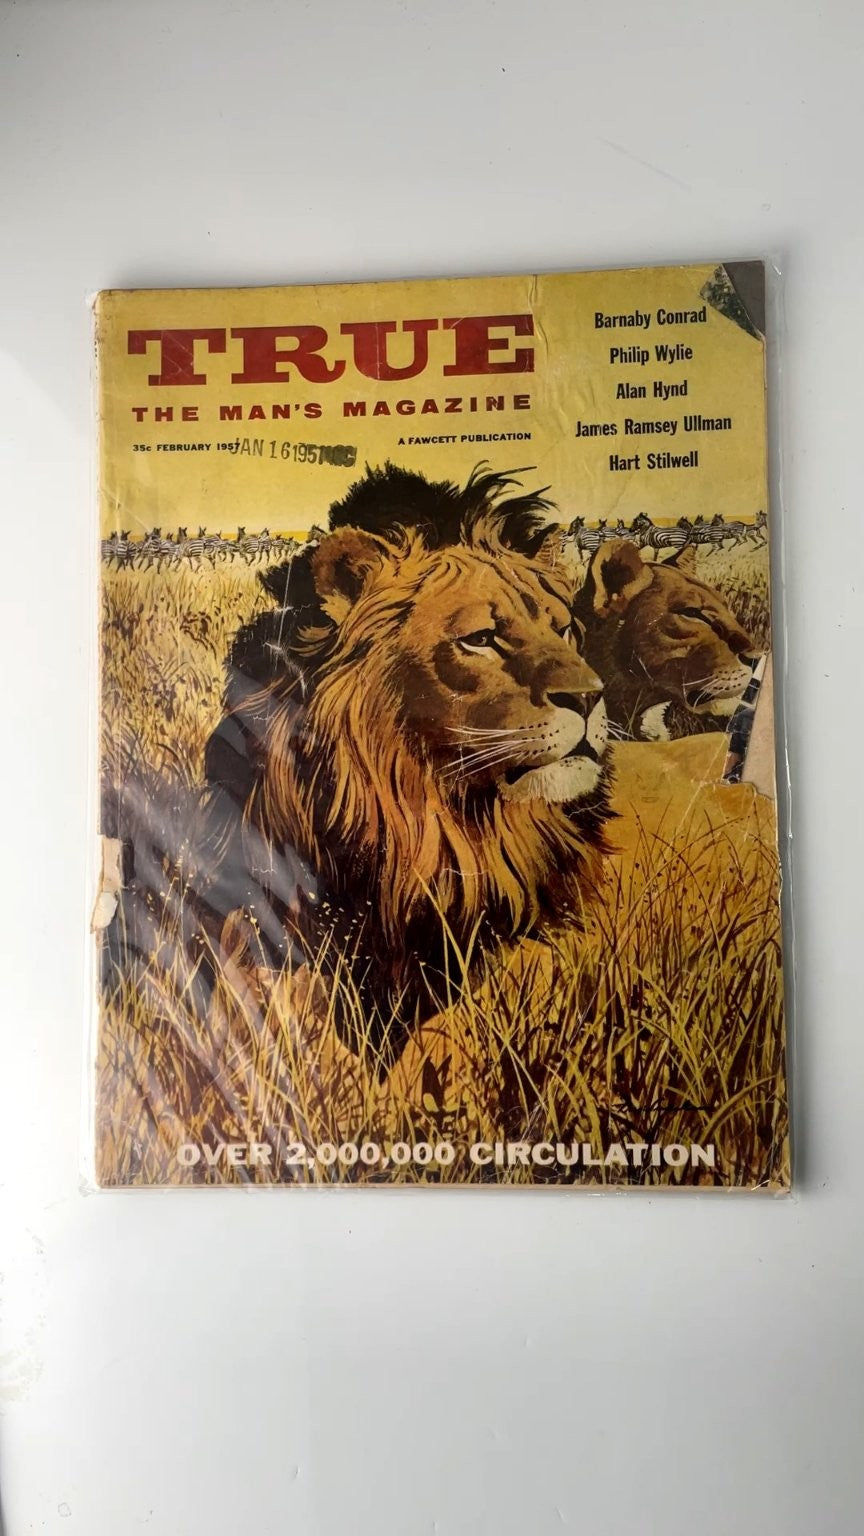 TRUE
THE MAN'S MAGAZINE
35c FEBRUARY
JAN 16 1957
A FAWCETT PUBLICATION
Barnaby Conrad
Philip Wylie
Alan Hynd
James Ramsey Ullman
Hart Stilwell
OVER 2,000,000 CIRCULATION